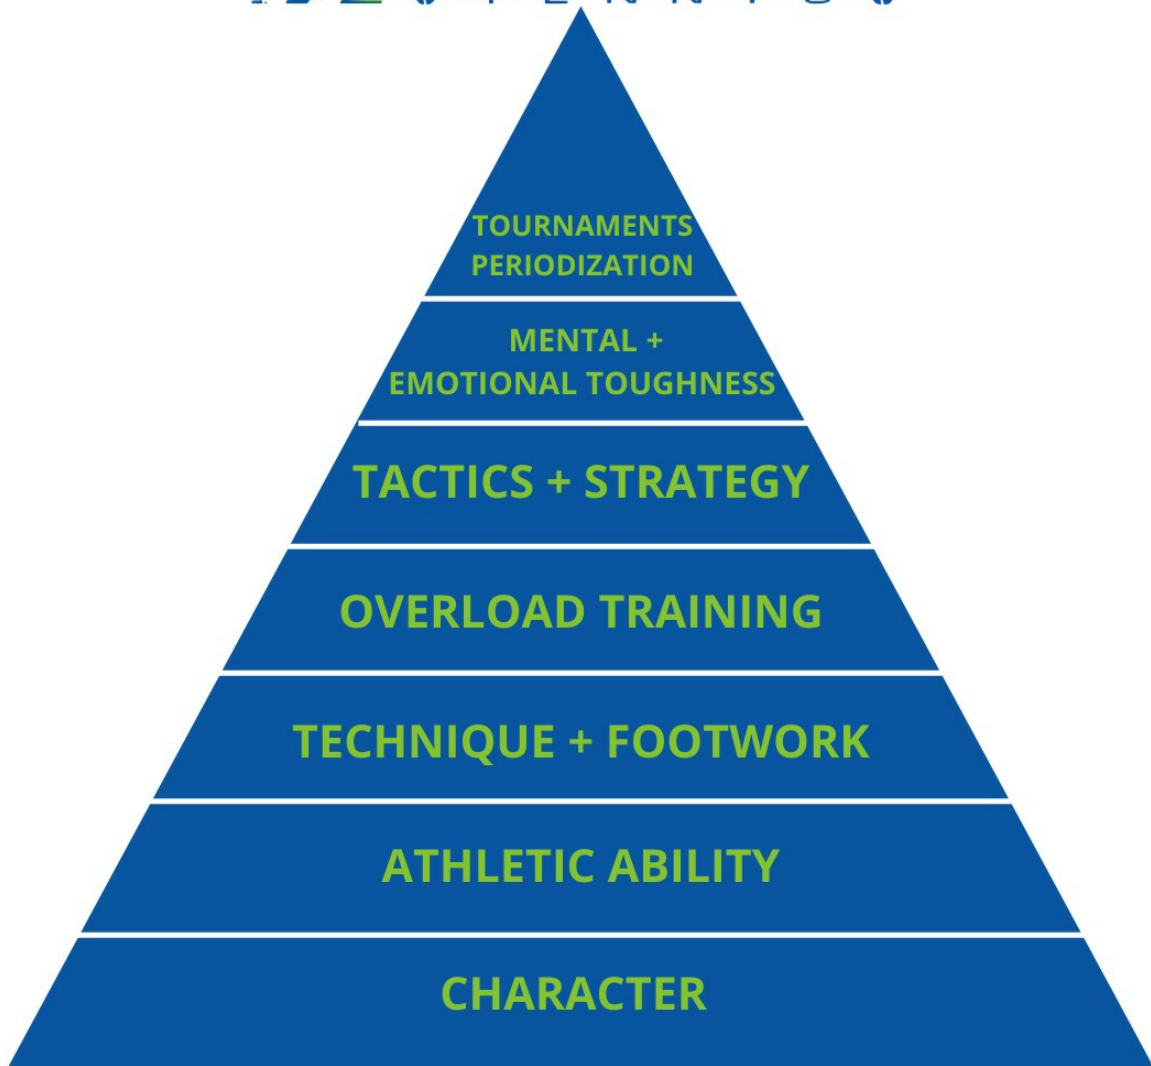 TOURNAMENTS
PERIODIZATION
MENTAL +
EMOTIONAL TOUGHNESS
TACTICS + STRATEGY
OVERLOAD TRAINING
TECHNIQUE + FOOTWORK
ATHLETIC ABILITY
CHARACTER